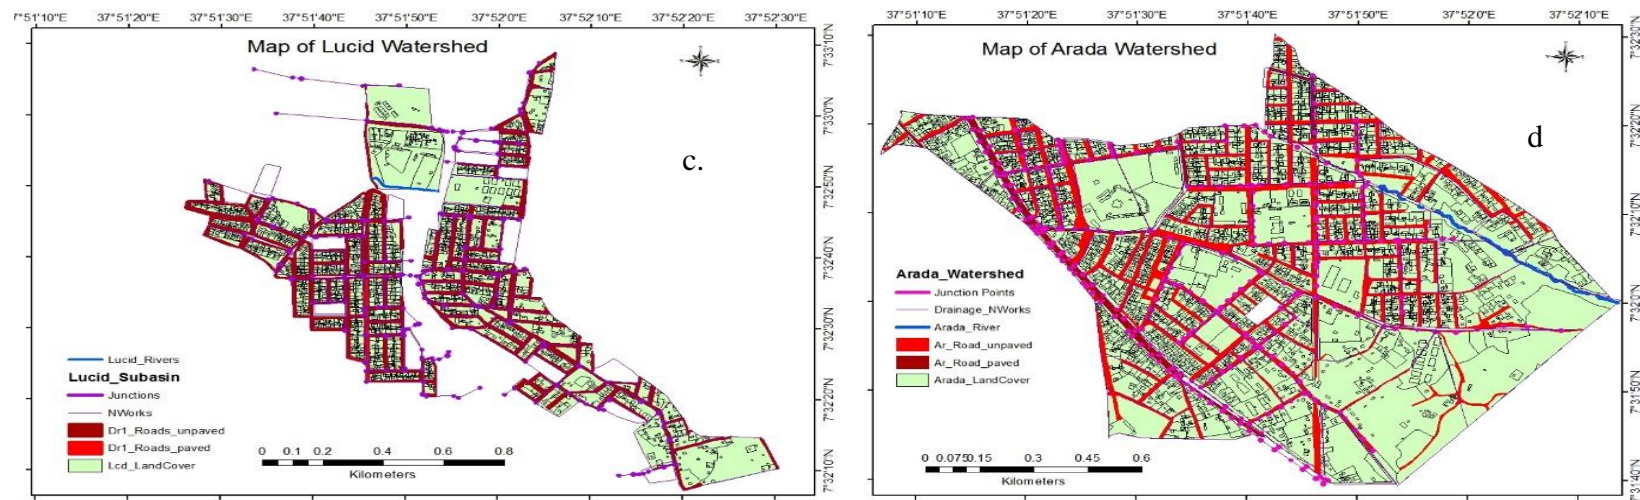 7°51'30"E 37°51'30"E 37°51'40"E 37°51'50"E 37°52'0"E 37°52'10"E 37°52'20"E 37°52'30"E
Map of Lucid Watershed
c.
7°33'10"N
7°33'0"N
7°32'50"N
7°32'40"N
7°32'30"N
7°32'20"N
7°32'10"N
Lucid_Rivers
Lucid_Subasin
Junctions
NWorks
Dr1_Roads_unpaved
Dr1_Roads_paved
Lcd_LandCover
0 0.1 0.2 0.4 0.6 0.8
Kilometers
37°51'10"E 37°51'20"E 37°51'30"E 37°51'40"E 37°51'50"E 37°52'0"E 37°52'10"E
Map of Arada Watershed
d
7°32'30"N
7°32'20"N
7°32'10"N
7°32'0"N
7°31'50"N
7°31'40"N
Arada_Watershed
Junction Points
Drainage_NWorks
Arada_River
Ar_Road_unpaved
Ar_Road_paved
Arada_LandCover
0 0.075 0.15 0.3 0.45 0.6
Kilometers